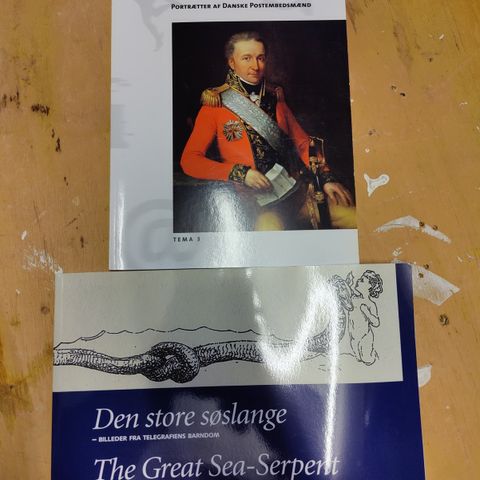 PORTRÆTTER AF DANSKE POSTEMBEDSMÆND
TEMA 3
Den store søslange
– BILLEDER FRA TELEGRAFIENS BARNDOM
The Great Sea-Serpent